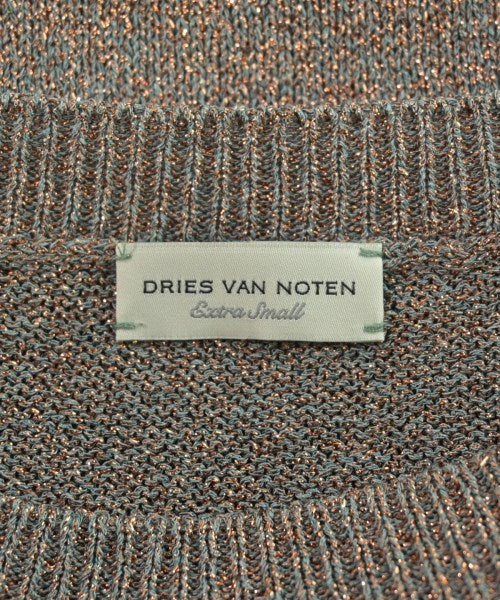 DRIES VAN NOTEN
Extra Small